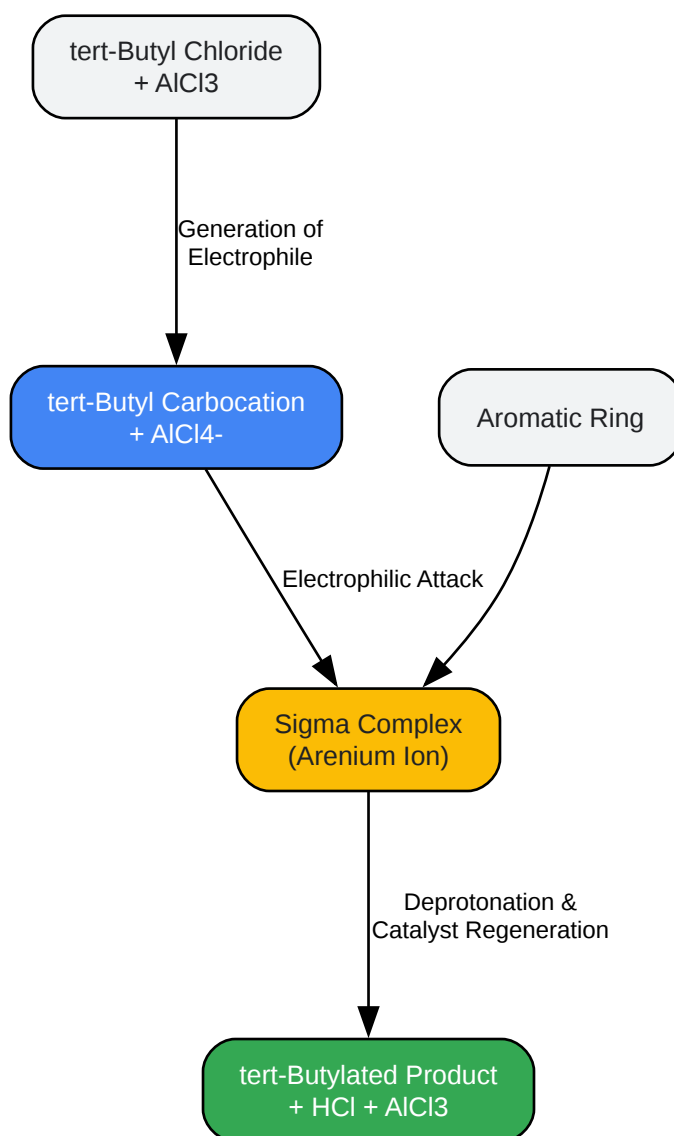 tert-Butyl Chloride
+ AlCl3
Generation of
Electrophile
tert-Butyl Carbocation
+ AlCl4-
Aromatic Ring
Electrophilic Attack
Sigma Complex
(Arenium Ion)
Deprotonation &
Catalyst Regeneration
tert-Butylated Product
+ HCl + AlCl3